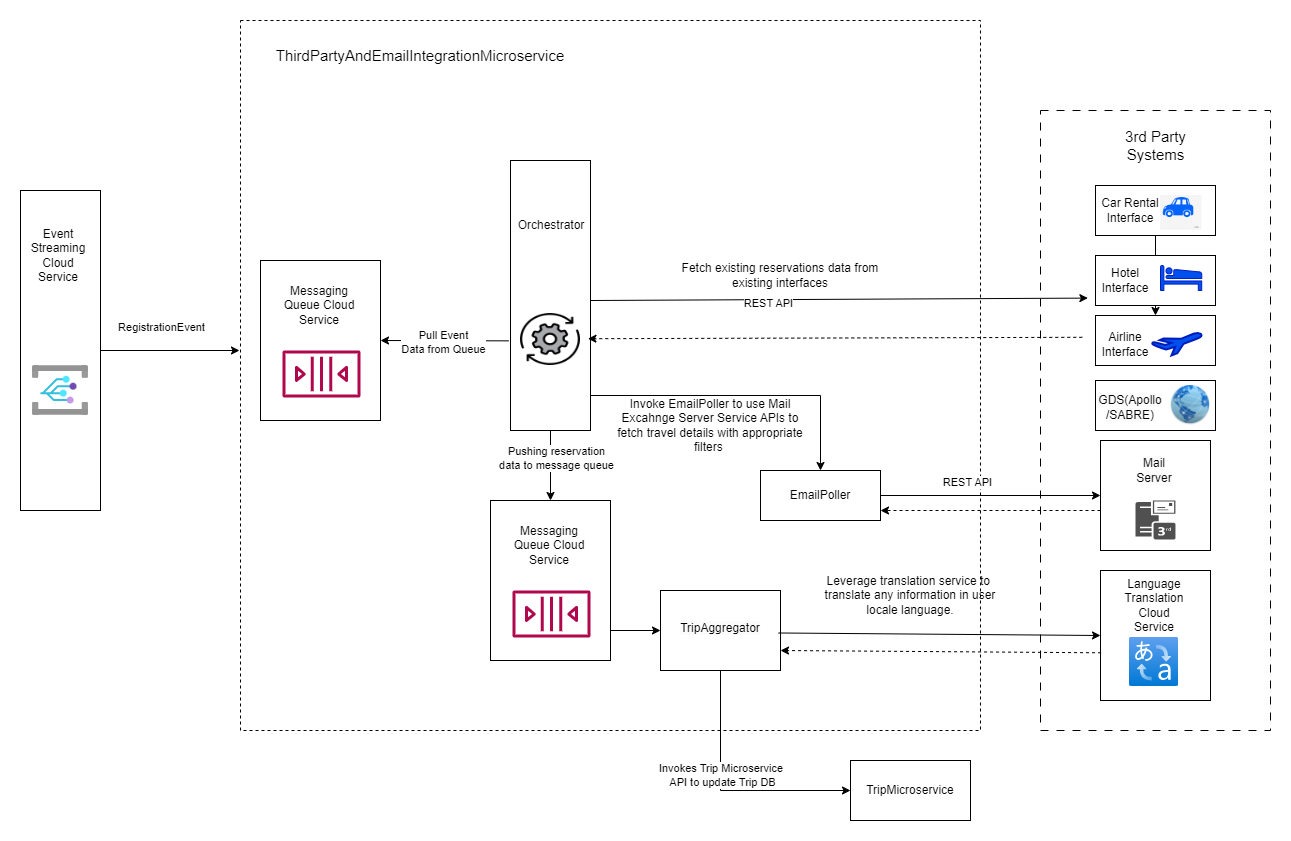 ThirdPartyAndEmailIntegrationMicroservice
3rd Party
Systems
Event
Streaming
Cloud
Service
RegistrationEvent
Messaging
Queue Cloud
Service
Pull Event
Data from Queue
Orchestrator
Fetch existing reservations data from
existing interfaces
REST API
Car Rental
Interface
Hotel
Interface
Airline
Interface
GDS(Apollo
/SABRE)
Invoke EmailPoller to use Mail
Excahnge Server Service APIs to
fetch travel details with appropriate
filters
Pushing reservation
data to message queue
EmailPoller
REST API
Mail
Server
3rd
Messaging
Queue Cloud
Service
TripAggregator
Leverage translation service to
translate any information in user
locale language.
Language
Translation
Cloud
Service
あ
a
Invokes Trip Microservice
API to update Trip DB
TripMicroservice